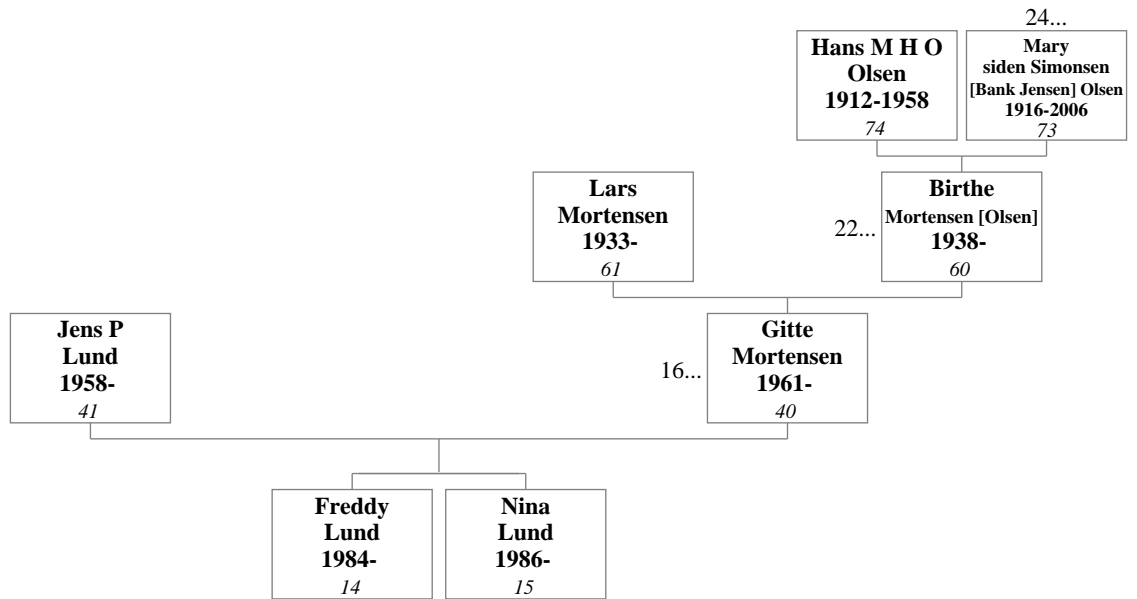 24...
Hans M H O
Olsen
1912-1958
74
Mary
siden Simonsen
[Bank Jensen] Olsen
1916-2006
73
Lars
Mortensen
1933-
61
22...
Birthe
Mortensen [Olsen]
1938-
60
Jens P
Lund
1958-
41
16...
Gitte
Mortensen
1961-
40
Freddy
Lund
1984-
14
Nina
Lund
1986-
15